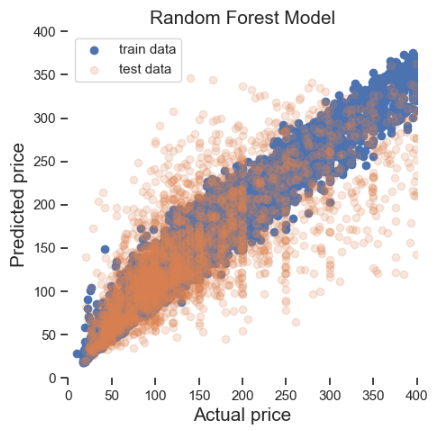 Random Forest Model
400
350
300
250
200
150
100
50
0
train data
test data
Predicted price
0 50 100 150 200 250 300 350 400
Actual price